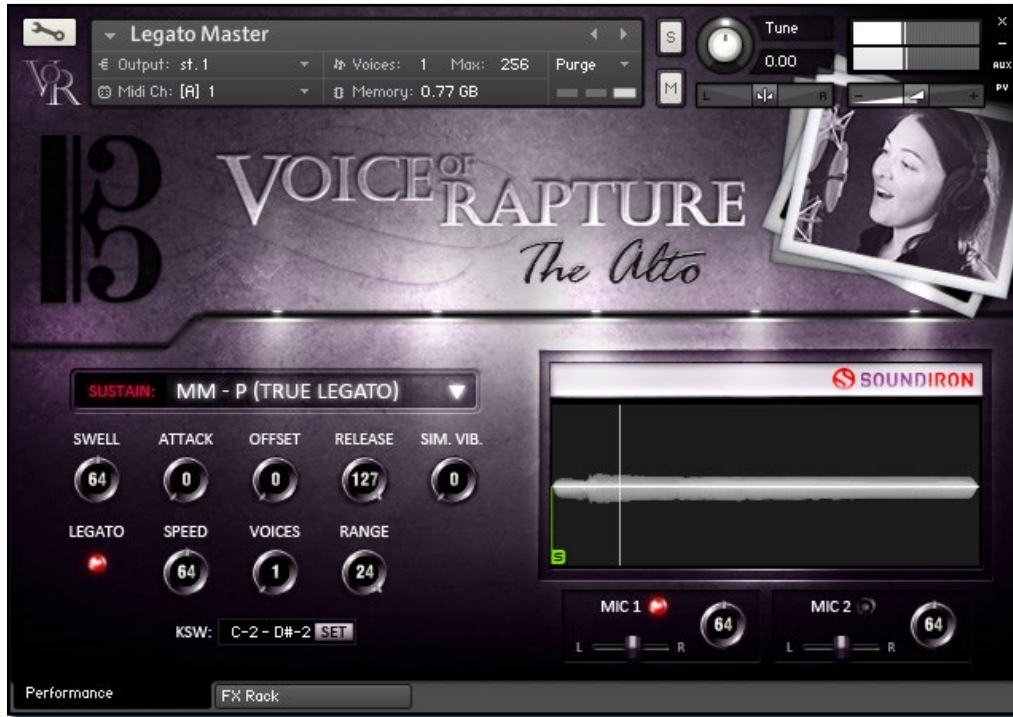 Legato Master
S
Tune
×
–
Output: st.1
Voices: 1 Max: 256
Purge
0.00
AUX
Midi Ch: [A] 1
Memory: 0.77 GB
M
L R
– +
PV
VOR
VOICE OF RAPTURE
The Alto
SOUNDIRON
SUSTAIN: MM - P (TRUE LEGATO)
SWELL ATTACK OFFSET RELEASE SIM. VIB.
64 0 0 127 0
LEGATO SPEED VOICES RANGE
64 1 24
S
KSW: C-2 - D#-2 SET
MIC 1 64
L R
MIC 2 64
L R
Performance
FX Rack